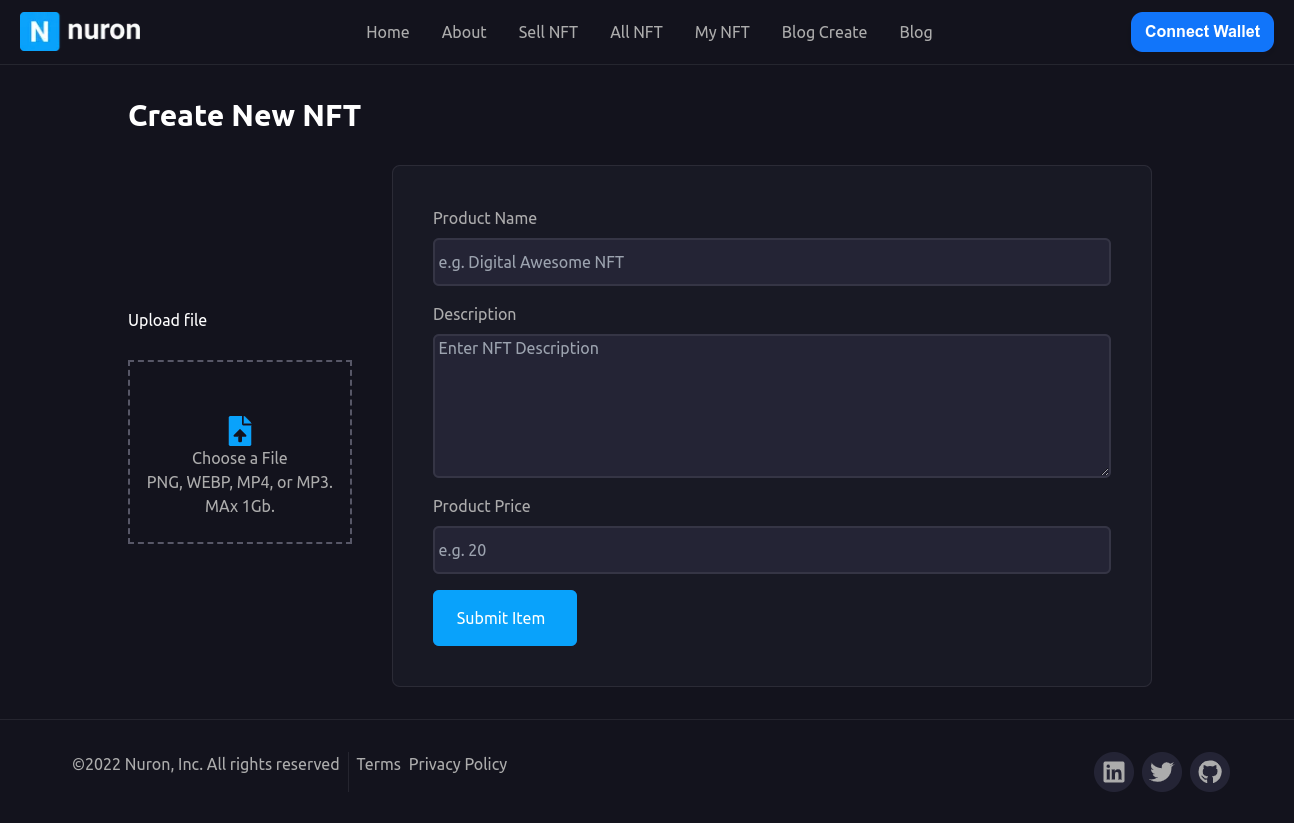 N nuron
Home About Sell NFT All NFT My NFT Blog Create Blog
Connect Wallet
Create New NFT
Upload file
Choose a File
PNG, WEBP, MP4, or MP3.
MAx 1Gb.
Product Name
e.g. Digital Awesome NFT
Description
Enter NFT Description
Product Price
e.g. 20
Submit Item
©2022 Nuron, Inc. All rights reserved Terms Privacy Policy
in